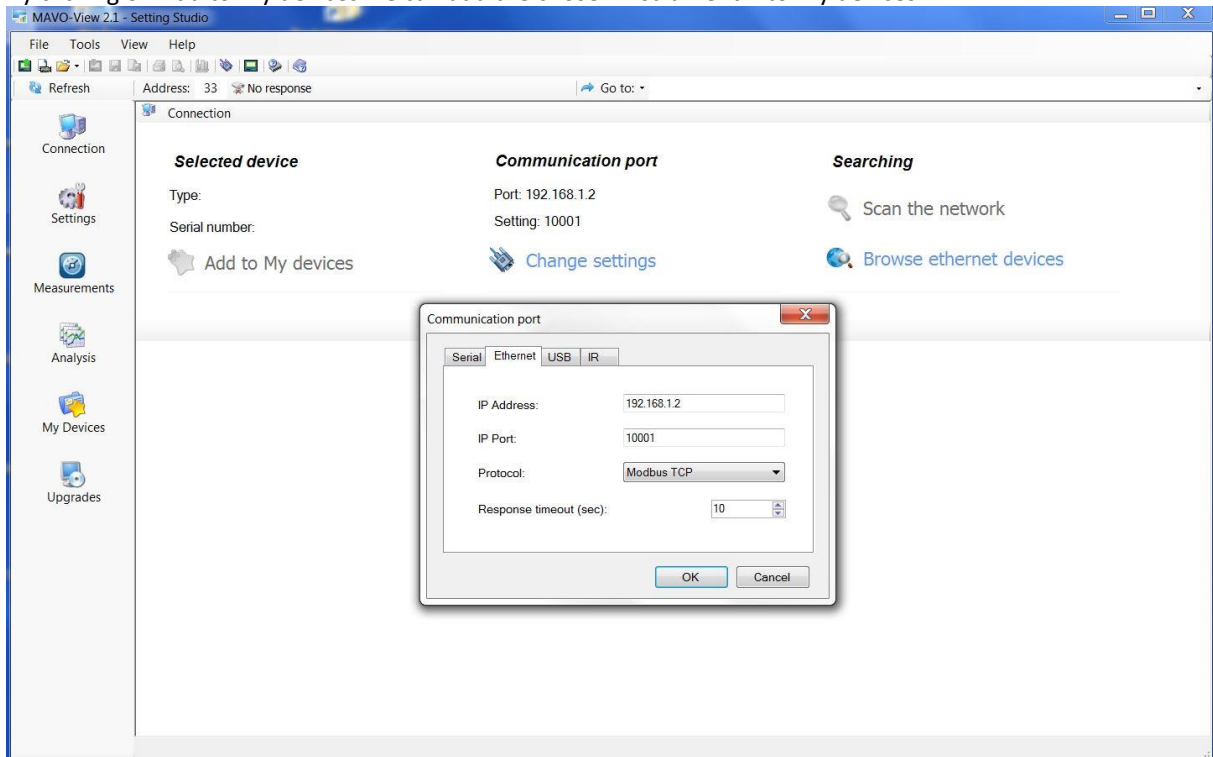 MAVO-View 2.1 - Setting Studio
File Tools View Help
Refresh Address: 33 No response Go to:
Connection
Connection
Selected device Communication port Searching
Type: Port: 192.168.1.2 Scan the network
Settings
Serial number: Setting: 10001
Add to My devices Change settings Browse ethernet devices
Measurements
Communication port
Analysis
Serial Ethernet USB IR
IP Address: 192.168.1.2
My Devices
IP Port: 10001
Protocol: Modbus TCP
Upgrades
Response timeout (sec): 10
OK Cancel